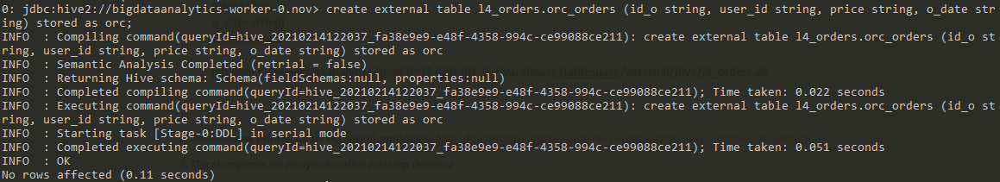 0: jdbc:hive2://bigdataanalytics-worker-0.nov> create external table l4_orders.orc_orders (id_o string, user_id string, price string, o_date str
ing) stored as orc;
INFO  : Compiling command(queryId=hive_20210214122037_fa38e9e9-e48f-4358-994c-ce99088ce211): create external table l4_orders.orc_orders (id_o st
ring, user_id string, price string, o_date string) stored as orc
INFO  : Semantic Analysis Completed (retrial = false)
INFO  : Returning Hive schema: Schema(fieldSchemas:null, properties:null)
INFO  : Completed compiling command(queryId=hive_20210214122037_fa38e9e9-e48f-4358-994c-ce99088ce211); Time taken: 0.022 seconds
INFO  : Executing command(queryId=hive_20210214122037_fa38e9e9-e48f-4358-994c-ce99088ce211): create external table l4_orders.orc_orders (id_o st
ring, user_id string, price string, o_date string) stored as orc
INFO  : Starting task [Stage-0:DDL] in serial mode
INFO  : Completed executing command(queryId=hive_20210214122037_fa38e9e9-e48f-4358-994c-ce99088ce211); Time taken: 0.051 seconds
INFO  : OK
No rows affected (0.11 seconds)